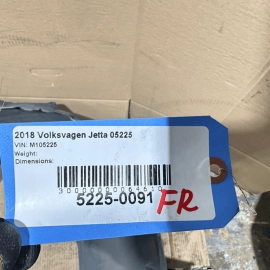 2018 Volksvagen Jetta 05225
VIN: M105225
Weight:
Dimensions:
5225-0091 FR